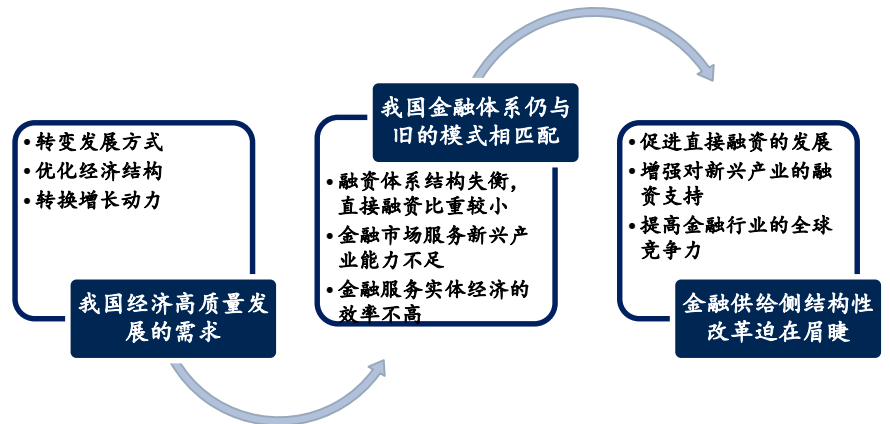 • 转变发展方式
• 优化经济结构
• 转换增长动力
我国经济高质量发
展的需求
我国金融体系仍与
旧的模式相匹配
• 融资体系结构失衡，
直接融资比重较小
• 金融市场服务新兴产
业能力不足
• 金融服务实体经济的
效率不高
• 促进直接融资的发展
• 增强对新兴产业的融
资支持
• 提高金融行业的全球
竞争力
金融供给侧结构性
改革迫在眉睫